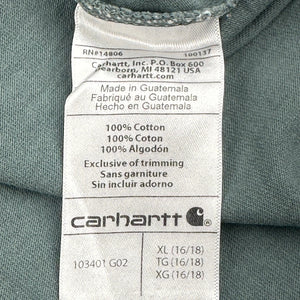 RN#14806 100137
Carhartt, Inc. P.O. Box 600
Dearborn, MI 48121 USA
carhartt.com
Made in Guatemala
Fabriqué au Guatemala
Hecho en Guatemala
100% Cotton
100% Cotton
100% Algodón
Exclusive of trimming
Sans garniture
Sin incluir adorno
carhartt
103401 G02
XL (16/18)
TG (16/18)
XG (16/18)